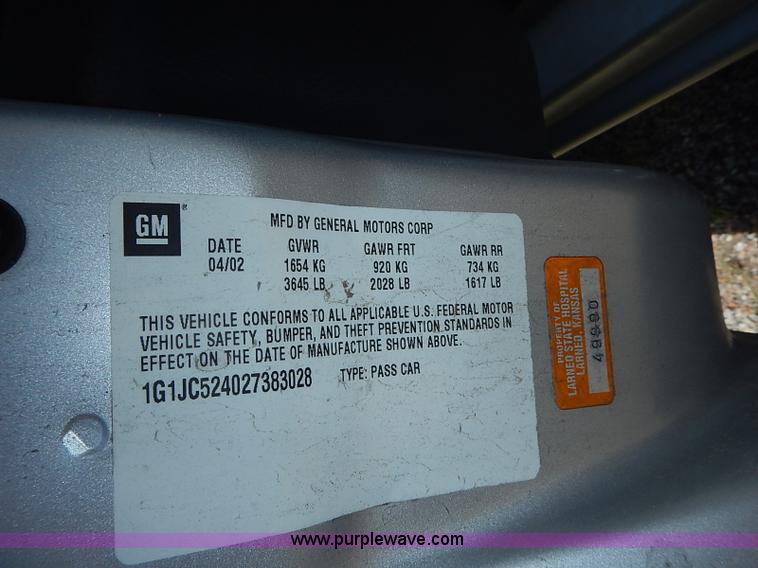 GM ®
MFD BY GENERAL MOTORS CORP
DATE GVWR GAWR FRT GAWR RR
04/02 1654 KG 920 KG 734 KG
3645 LB 2028 LB 1617 LB
THIS VEHICLE CONFORMS TO ALL APPLICABLE U.S. FEDERAL MOTOR
VEHICLE SAFETY, BUMPER, AND THEFT PREVENTION STANDARDS IN
EFFECT ON THE DATE OF MANUFACTURE SHOWN ABOVE.
1G1JC524027383028 TYPE: PASS CAR
PROPERTY OF
LARNED STATE HOSPITAL
LARNED, KANSAS
www.purplewave.com